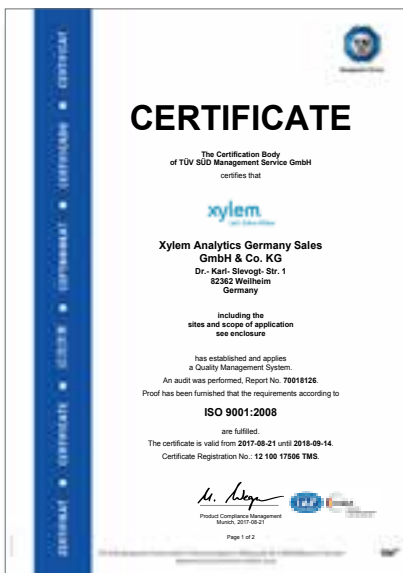 CERTIFICATE
The Certification Body
of TÜV SÜD Management Service GmbH
certifies that
xylem
Xylem Analytics Germany Sales
GmbH & Co. KG
Dr.- Karl- Slevogt- Str. 1
82362 Weilheim
Germany
including the
sites and scope of application
see enclosure
has established and applies
a Quality Management System.
An audit was performed, Report No. 70018126.
Proof has been furnished that the requirements according to
ISO 9001:2008
are fulfilled.
The certificate is valid from 2017-08-21 until 2018-09-14.
Certificate Registration No.: 12 100 17506 TMS.
Product Compliance Management
Munich, 2017-08-21
Page 1 of 2